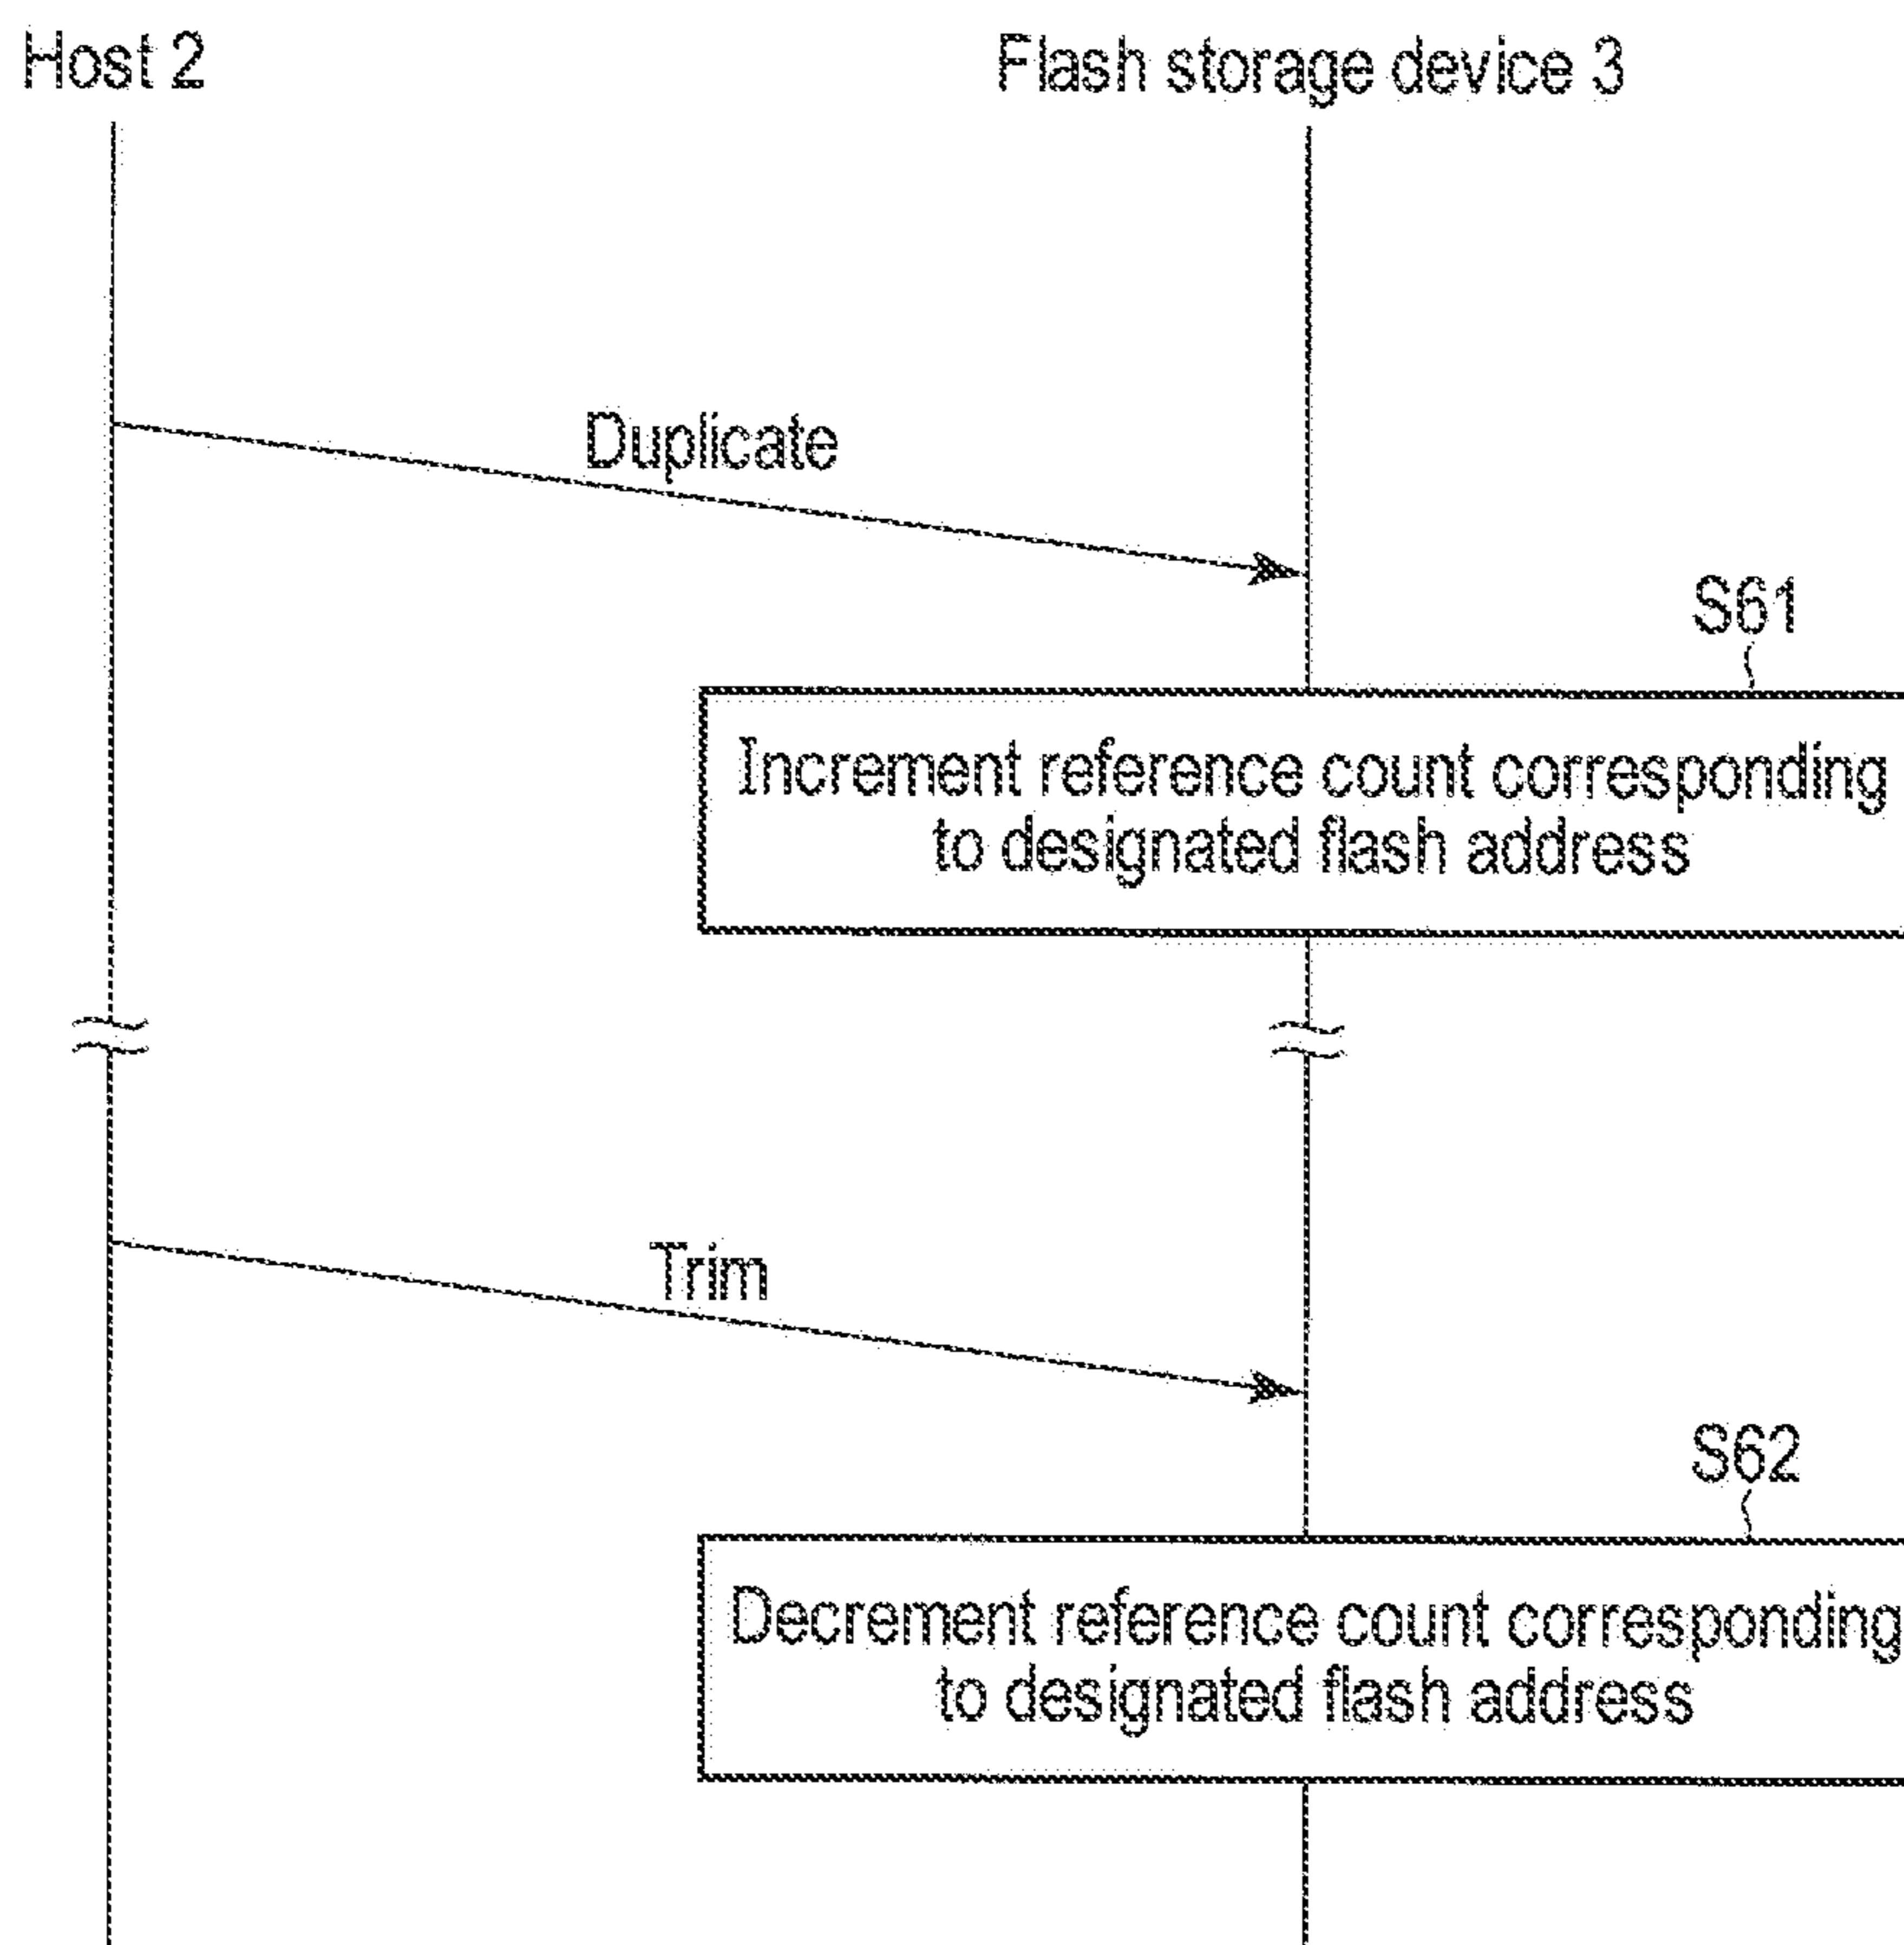 Host 2
Flash storage device 3
Duplicate
S61
Increment reference count corresponding
to designated flash address
Trim
S62
Decrement reference count corresponding
to designated flash address